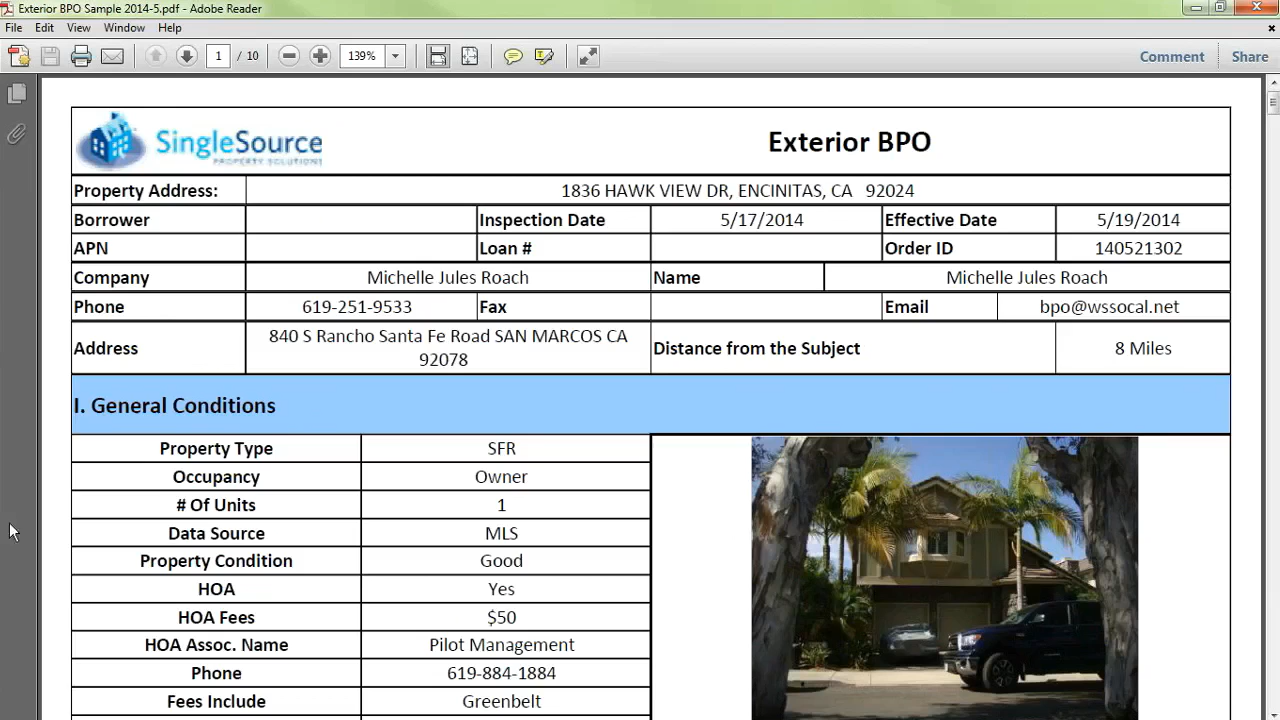 Exterior BPO Sample 2014-5.pdf - Adobe Reader
File Edit View Window Help
1 / 10 139% Comment Share
SingleSource
PROPERTY SOLUTIONS
Exterior BPO
Property Address: 1836 HAWK VIEW DR, ENCINITAS, CA 92024
Borrower Inspection Date 5/17/2014 Effective Date 5/19/2014
APN Loan # Order ID 140521302
Company Michelle Jules Roach Name Michelle Jules Roach
Phone 619-251-9533 Fax Email bpo@wssocal.net
Address 840 S Rancho Santa Fe Road SAN MARCOS CA
92078 Distance from the Subject 8 Miles
I. General Conditions
Property Type SFR
Occupancy Owner
# Of Units 1
Data Source MLS
Property Condition Good
HOA Yes
HOA Fees $50
HOA Assoc. Name Pilot Management
Phone 619-884-1884
Fees Include Greenbelt